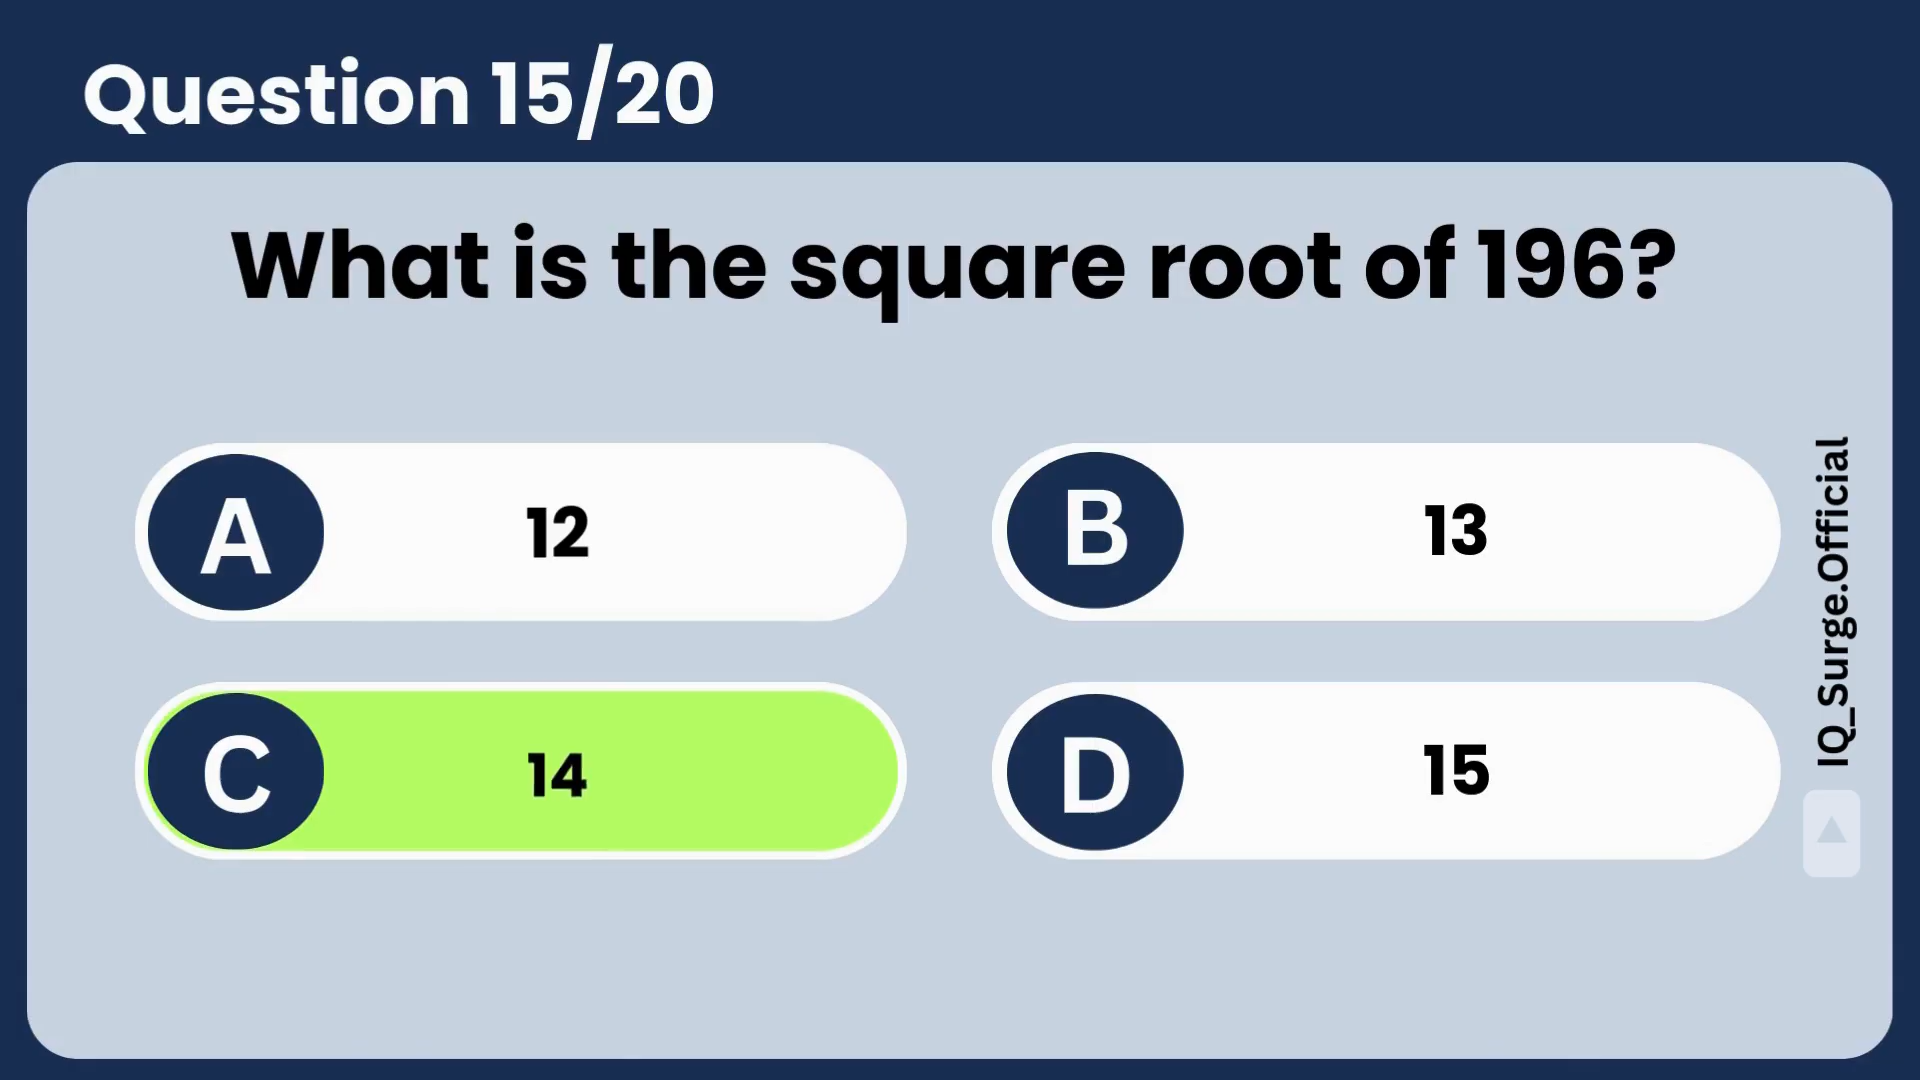 Question 15/20
What is the square root of 196?
A 12
B 13
C 14
D 15
IQ_Surge.Official